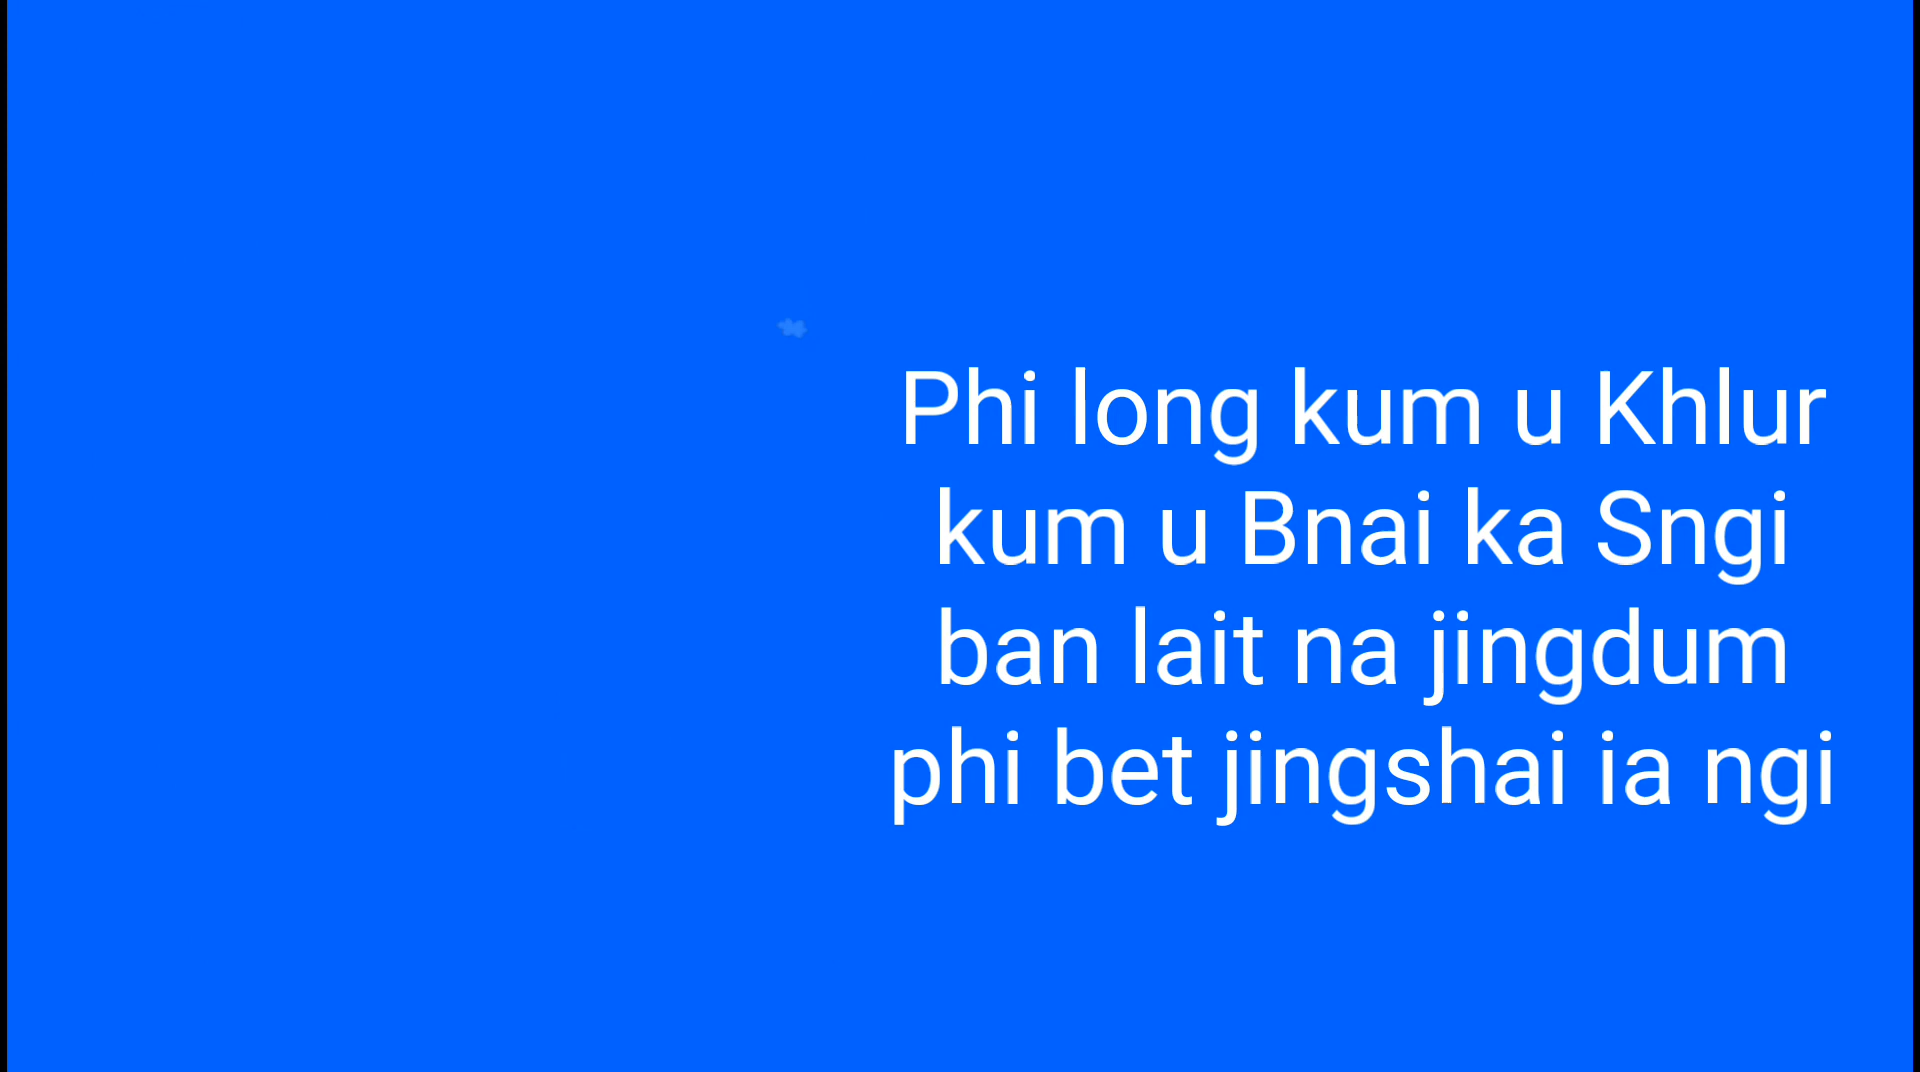 Phi long kum u Khlur
kum u Bnai ka Sngi
ban lait na jingdum
phi bet jingshai ia ngi